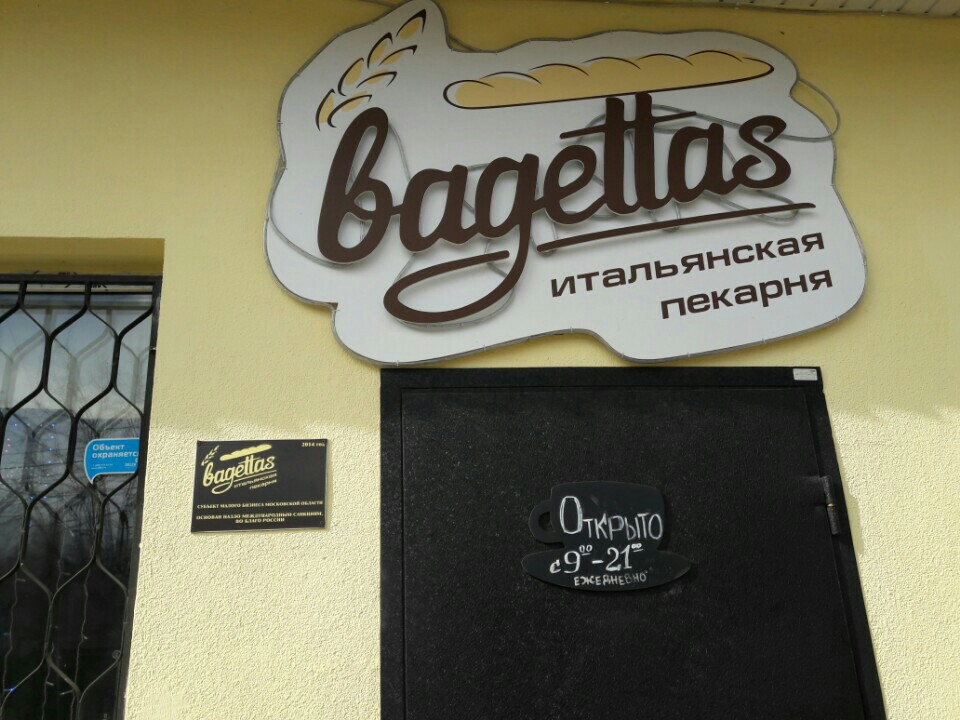 bagettas
итальянская
пекарня
Объект
охраняется
2014 год
bagettas
итальянская
пекарня
СУБЪЕКТ МАЛОГО БИЗНЕСА МОСКОВСКОЙ ОБЛАСТИ
ОСНОВАН НАЗЛО МЕЖДУНАРОДНЫМ САНКЦИЯМ,
ВО БЛАГО РОССИИ
Открыто
с 9⁰⁰-21⁰⁰
ЕЖЕДНЕВНО